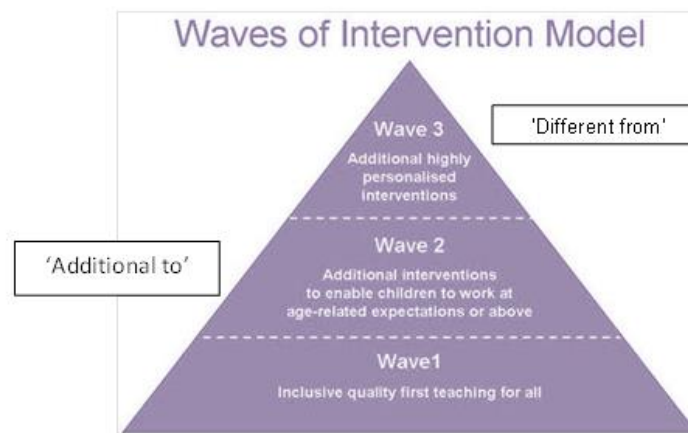 Waves of Intervention Model
Wave 3
'Different from'
Additional highly
personalised
interventions
Wave 2
'Additional to'
Additional interventions
to enable children to work at
age-related expectations or above
Wave1
Inclusive quality first teaching for all